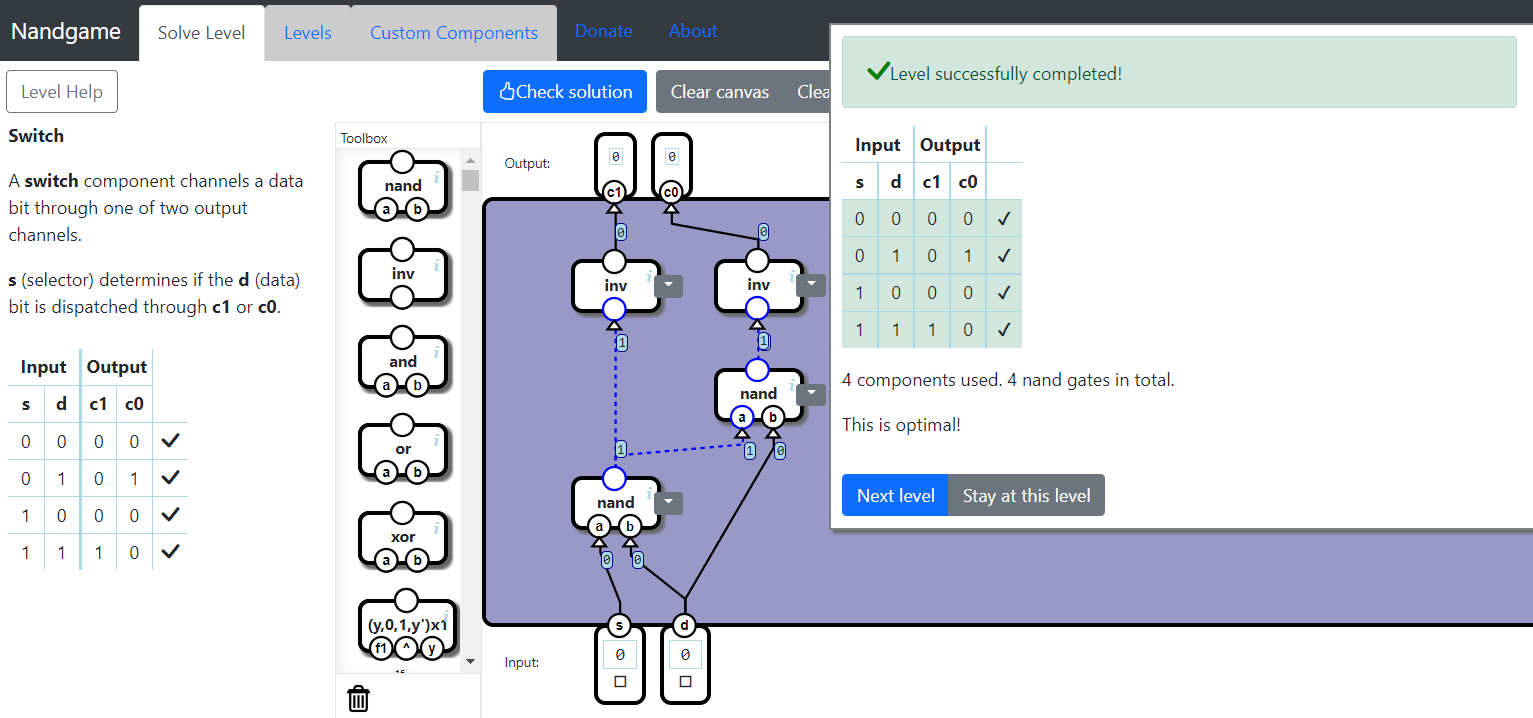 Nandgame
Solve Level
Levels
Custom Components
Donate
About
Level Help
Check solution
Clear canvas
Clea
Switch
A switch component channels a data
bit through one of two output
channels.
s (selector) determines if the d (data)
bit is dispatched through c1 or c0.
Input Output
s d c1 c0
0 0 0 0 ✓
0 1 0 1 ✓
1 0 0 0 ✓
1 1 1 0 ✓
Toolbox
nand
a b
inv
and
a b
or
a b
xor
a b
(y,0,1,y')x1
f1 ^ y
Output:
0 0
c1 c0
0 0
inv inv
1 1
nand
a b
1 1 0
nand
a b
0 0
s d
Input:
0 0
Level successfully completed!
Input Output
s d c1 c0
0 0 0 0 ✓
0 1 0 1 ✓
1 0 0 0 ✓
1 1 1 0 ✓
4 components used. 4 nand gates in total.
This is optimal!
Next level
Stay at this level